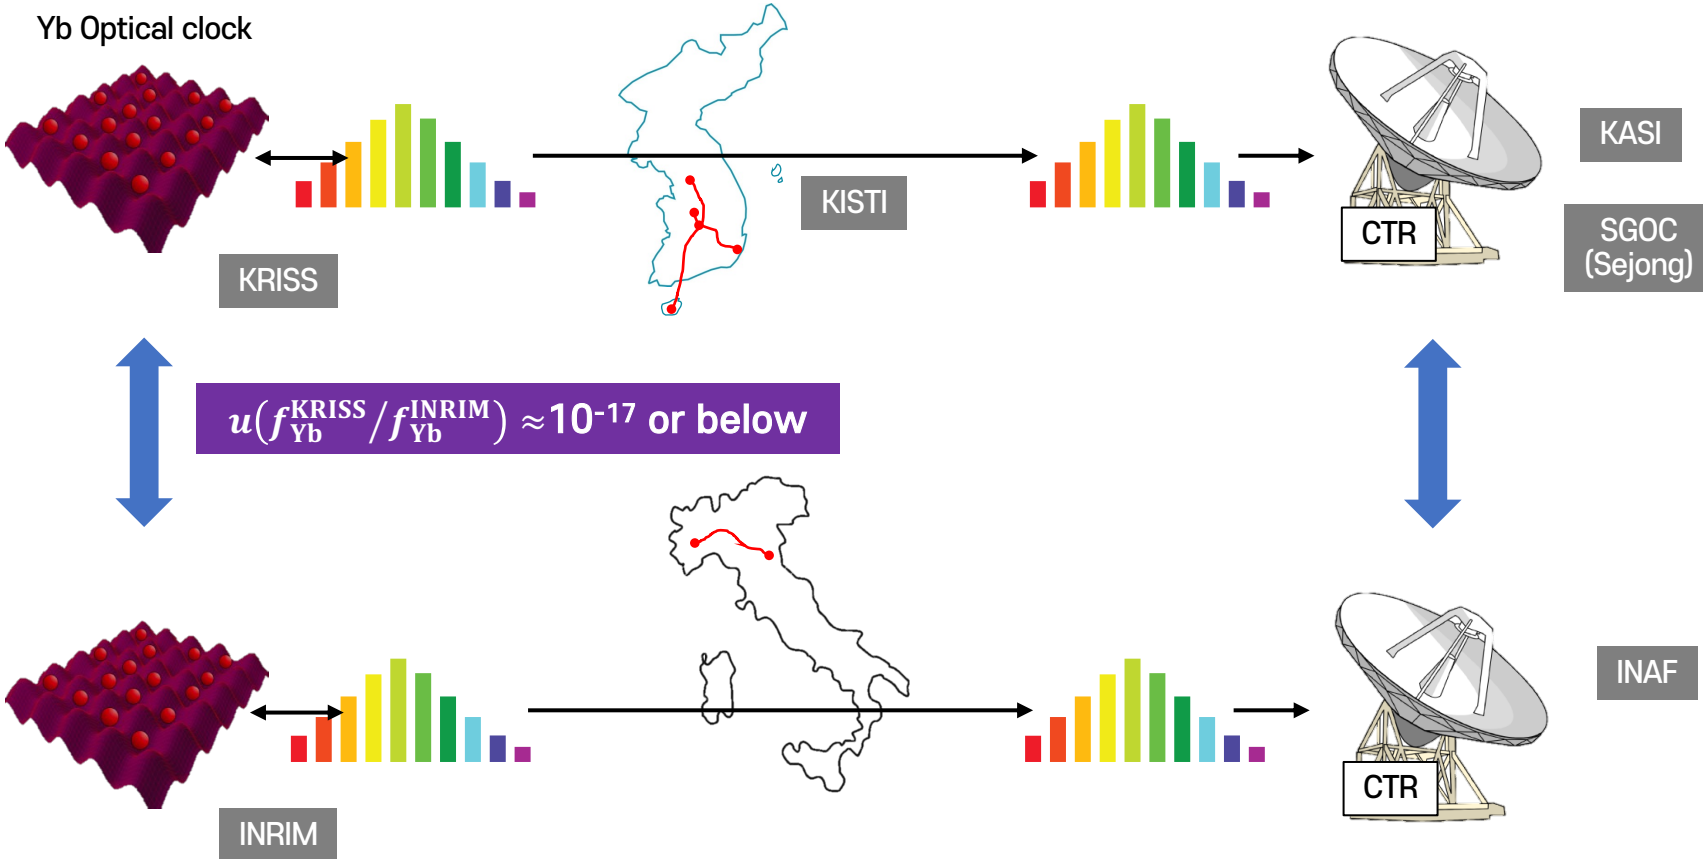 Yb Optical clock
KASI
KISTI
CTR
SGOC
(Sejong)
KRISS
u(f_Yb^KRISS/f_Yb^INRIM) ≈10⁻¹⁷ or below
INAF
CTR
INRIM